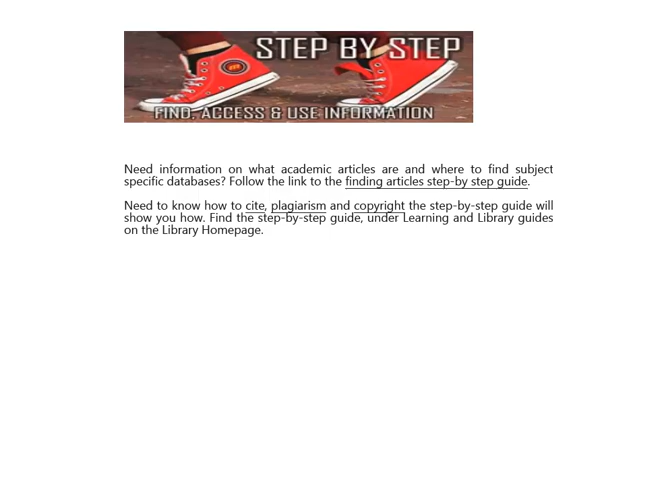 STEP BY STEP
FIND, ACCESS & USE INFORMATION
Need information on what academic articles are and where to find subject
specific databases? Follow the link to the finding articles step-by step guide.
Need to know how to cite, plagiarism and copyright the step-by-step guide will
show you how. Find the step-by-step guide, under Learning and Library guides
on the Library Homepage.